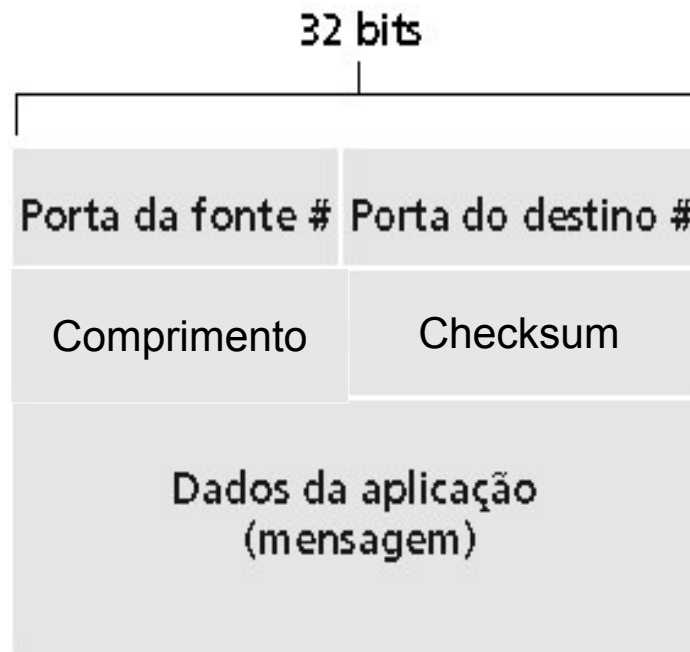 32 bits
Porta da fonte # Porta do destino #
Comprimento Checksum
Dados da aplicação
(mensagem)